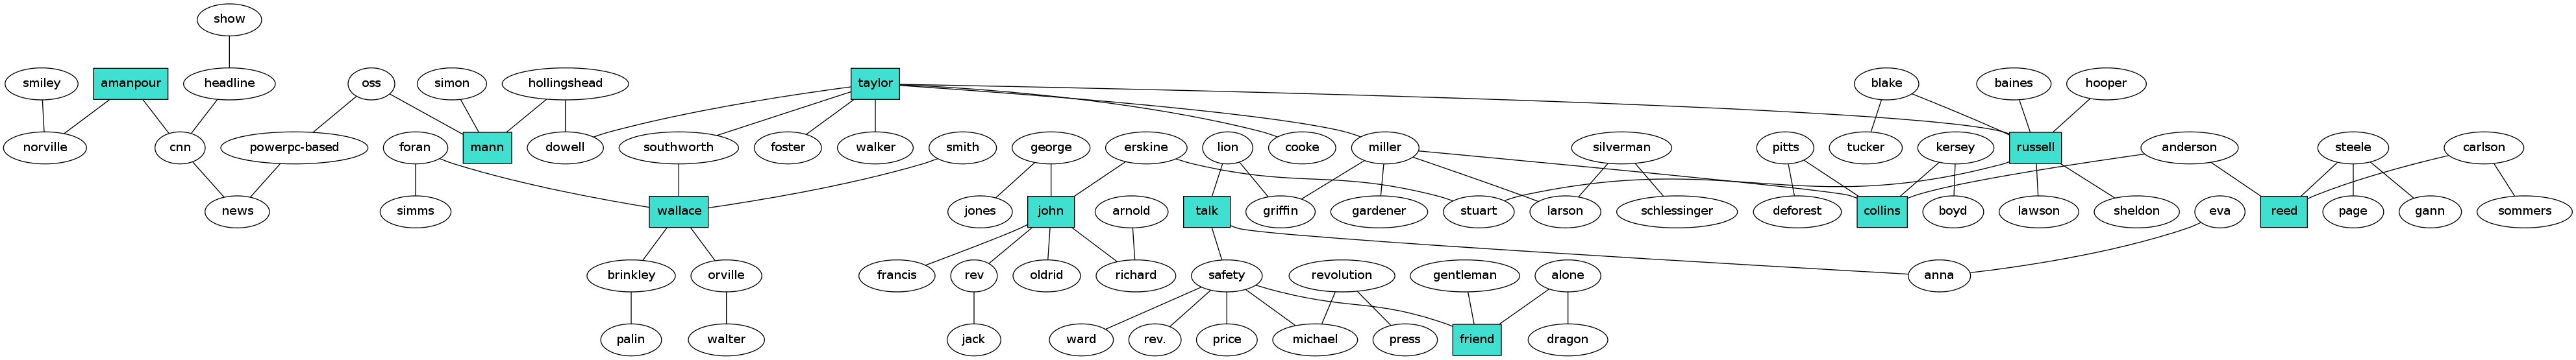 show
smiley
amanpour
headline
oss
simon
hollingshead
taylor
blake
baines
hooper
norville
cnn
powerpc-based
foran
mann
dowell
southworth
foster
walker
smith
george
erskine
lion
cooke
miller
silverman
pitts
tucker
kersey
russell
anderson
steele
carlson
news
simms
wallace
jones
john
arnold
talk
griffin
gardener
stuart
larson
schlessinger
deforest
collins
boyd
lawson
sheldon
eva
reed
page
gann
sommers
brinkley
orville
francis
rev
oldrid
richard
safety
revolution
gentleman
alone
anna
palin
walter
jack
ward
rev.
price
michael
press
friend
dragon